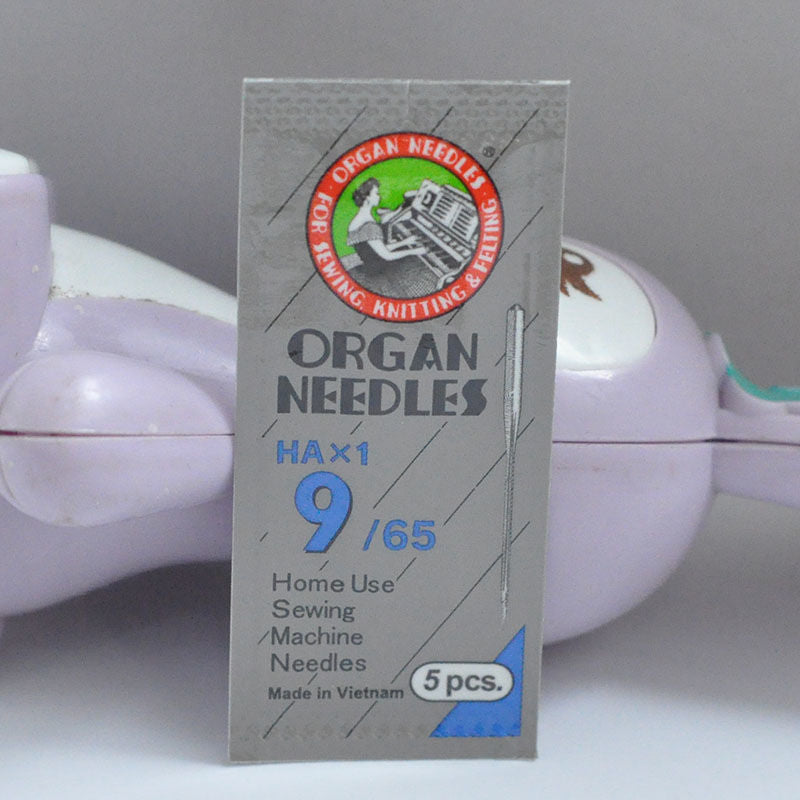 ORGAN NEEDLES ®
FOR SEWING, KNITTING & FELTING
ORGAN
NEEDLES
HA×1
9/65
Home Use
Sewing
Machine
Needles
Made in Vietnam
5 pcs.